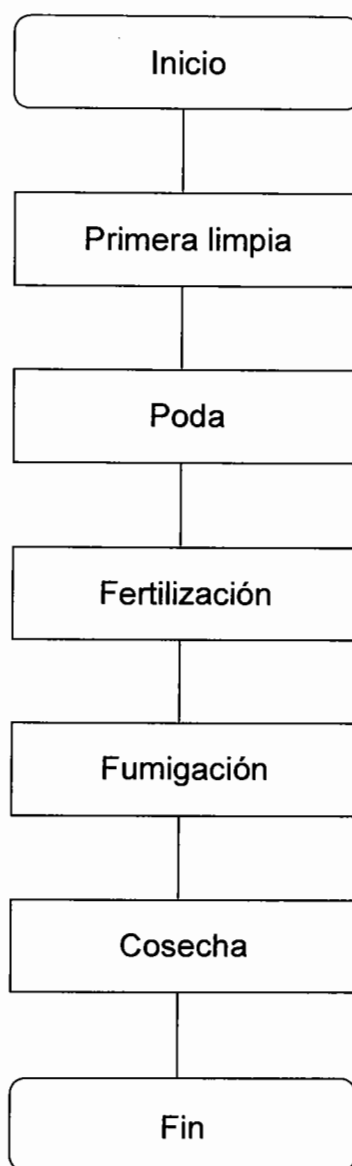 Inicio
Primera limpia
Poda
Fertilización
Fumigación
Cosecha
Fin